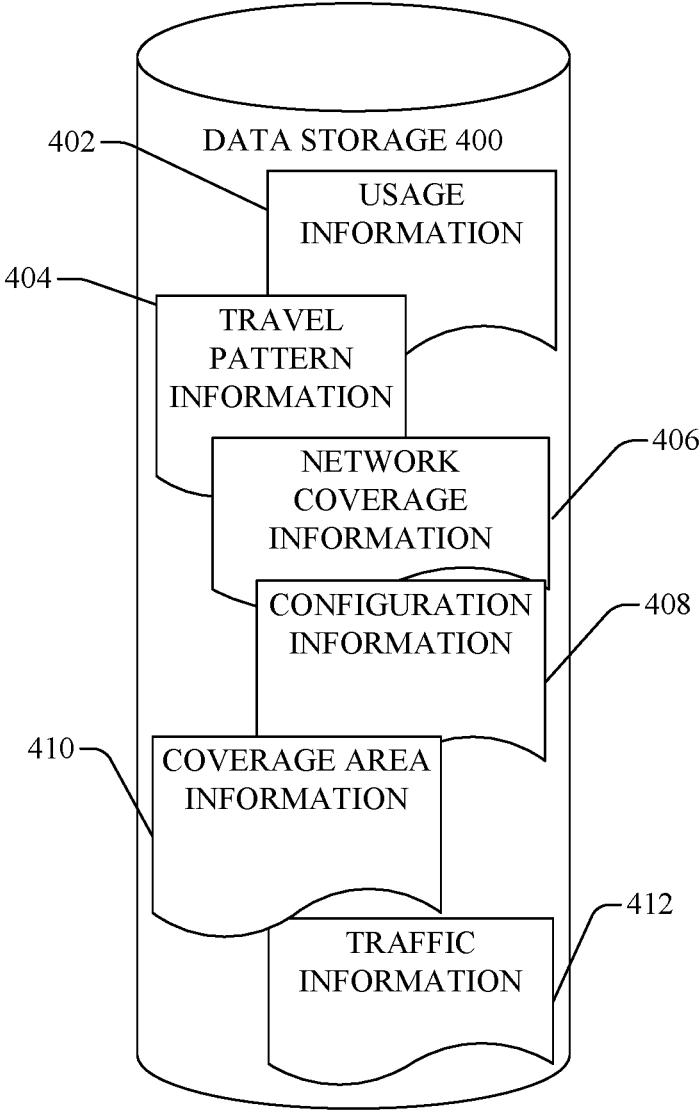 DATA STORAGE 400
402
USAGE
INFORMATION
404
TRAVEL
PATTERN
INFORMATION
406
NETWORK
COVERAGE
INFORMATION
408
CONFIGURATION
INFORMATION
410
COVERAGE AREA
INFORMATION
412
TRAFFIC
INFORMATION